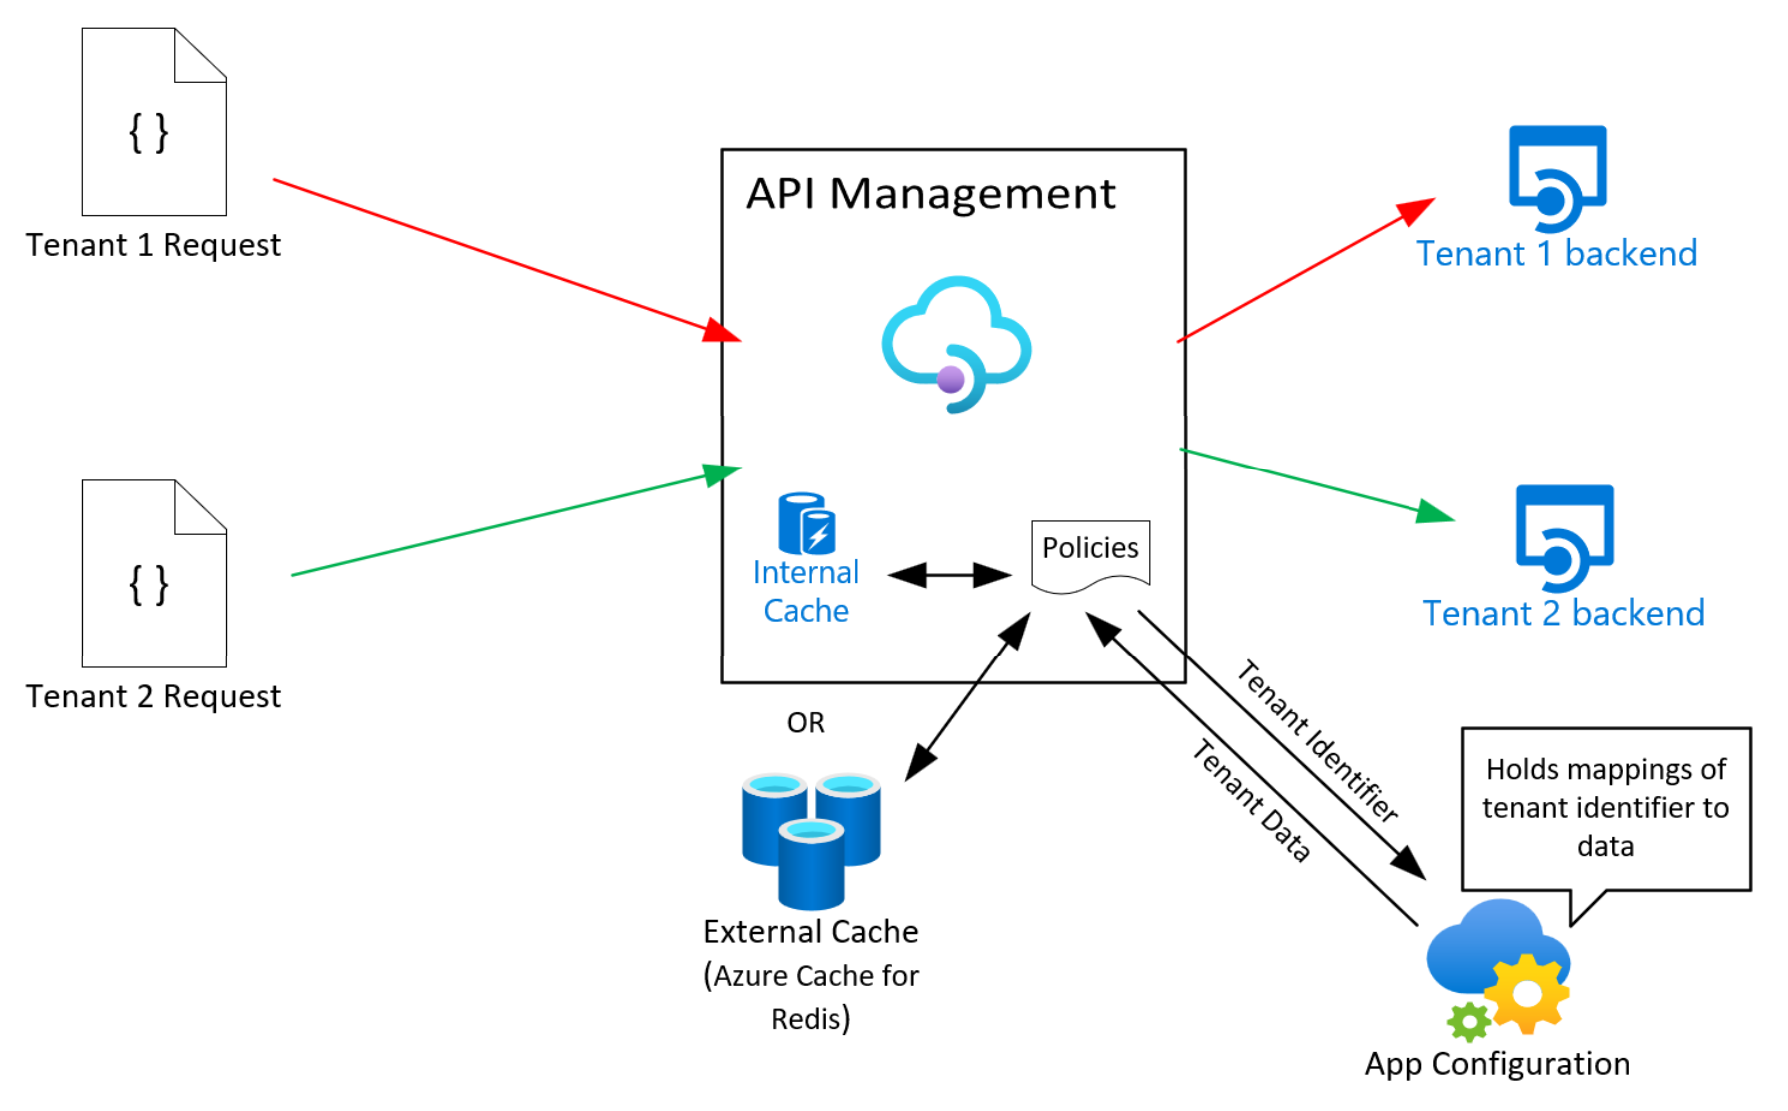 { }
Tenant 1 Request
API Management
Tenant 1 backend
{ }
Tenant 2 Request
Internal
Cache
Policies
Tenant 2 backend
OR
External Cache
(Azure Cache for
Redis)
Tenant Identifier
Tenant Data
Holds mappings of
tenant identifier to
data
App Configuration